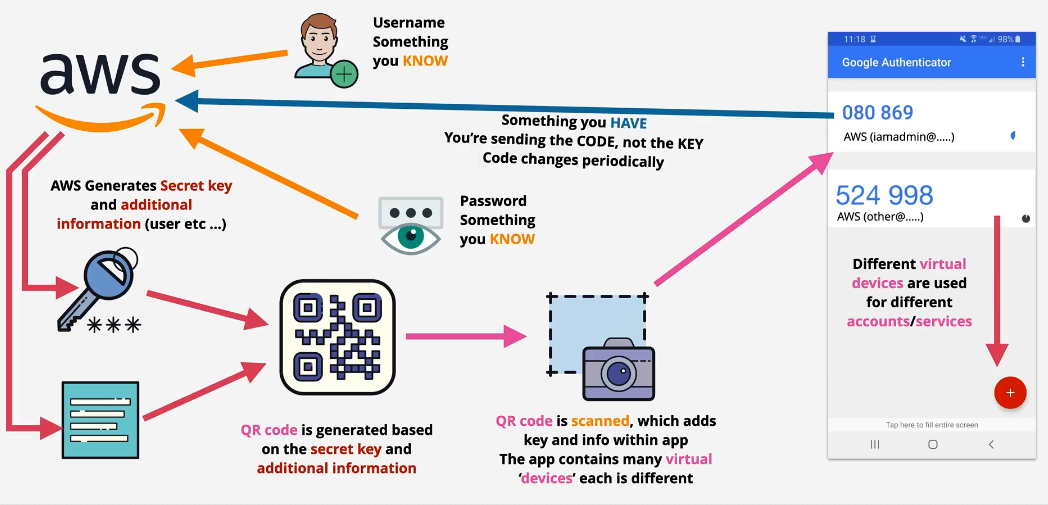 aws
Username
Something
you KNOW
Something you HAVE
You're sending the CODE, not the KEY
Code changes periodically
AWS Generates Secret key
and additional
information (user etc ...)
Password
Something
you KNOW
QR code is generated based
on the secret key and
additional information
QR code is scanned, which adds
key and info within app
The app contains many virtual
'devices' each is different
11:18
98%
Google Authenticator
080 869
AWS (iamadmin@.....)
524 998
AWS (other@.....)
Different virtual
devices are used
for different
accounts/services
Tap here to fill entire screen